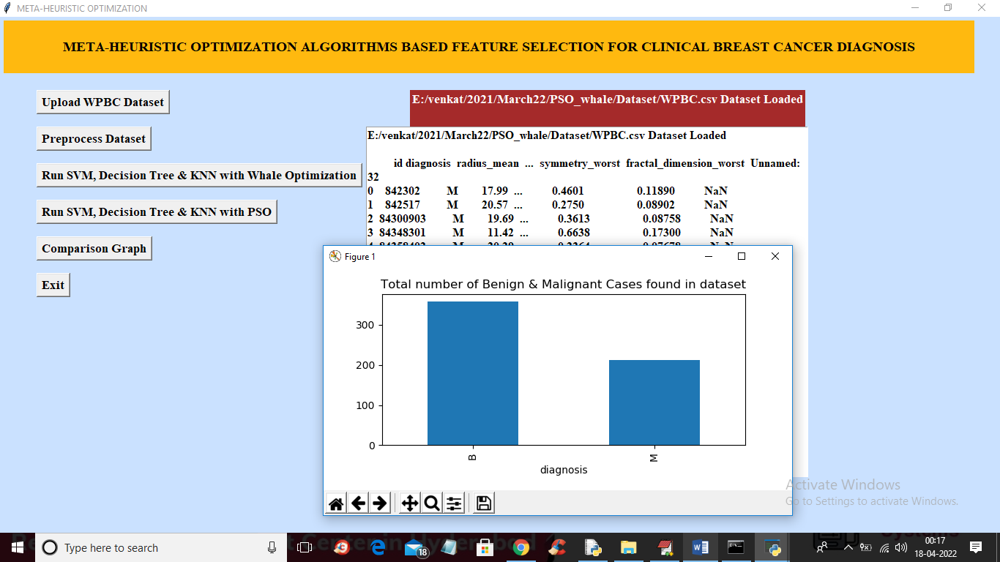 META-HEURISTIC OPTIMIZATION
META-HEURISTIC OPTIMIZATION ALGORITHMS BASED FEATURE SELECTION FOR CLINICAL BREAST CANCER DIAGNOSIS
Upload WPBC Dataset
Preprocess Dataset
Run SVM, Decision Tree & KNN with Whale Optimization
Run SVM, Decision Tree & KNN with PSO
Comparison Graph
Exit
E:/venkat/2021/March22/PSO_whale/Dataset/WPBC.csv Dataset Loaded
E:/venkat/2021/March22/PSO_whale/Dataset/WPBC.csv Dataset Loaded
id diagnosis radius_mean ... symmetry_worst fractal_dimension_worst Unnamed:
32
0 842302 M 17.99 ... 0.4601 0.11890 NaN
1 842517 M 20.57 ... 0.2750 0.08902 NaN
2 84300903 M 19.69 ... 0.3613 0.08758 NaN
3 84348301 M 11.42 ... 0.6638 0.17300 NaN
Figure 1
Total number of Benign & Malignant Cases found in dataset
300
200
100
0
B
M
diagnosis
Activate Windows
Go to Settings to activate Windows.
Type here to search
18
00:17
18-04-2022